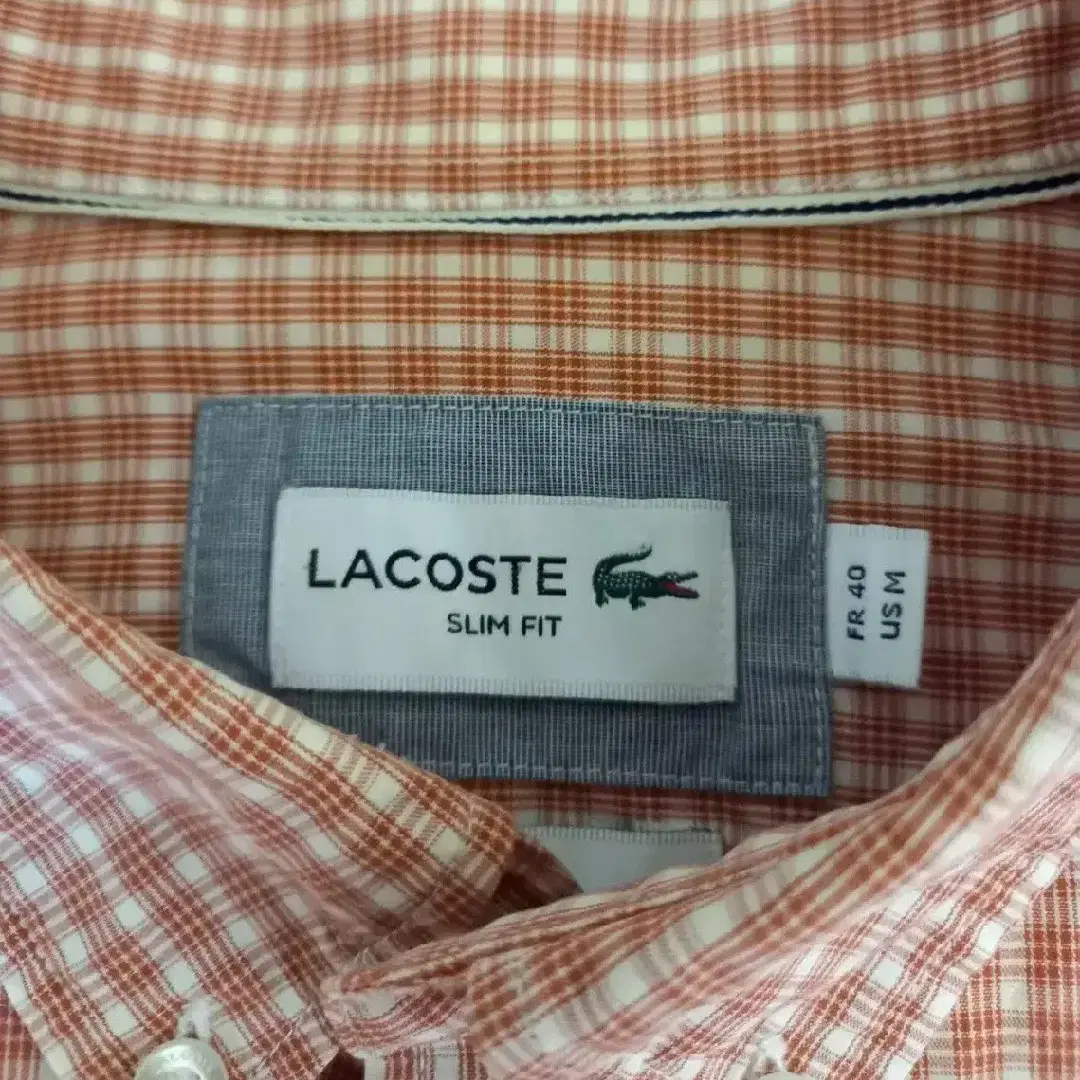 LACOSTE
SLIM FIT
FR 40
US M